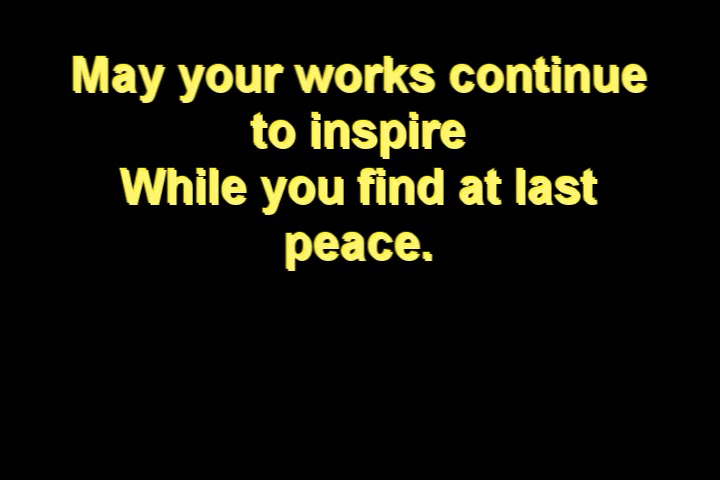 May your works continue
to inspire
While you find at last
peace.